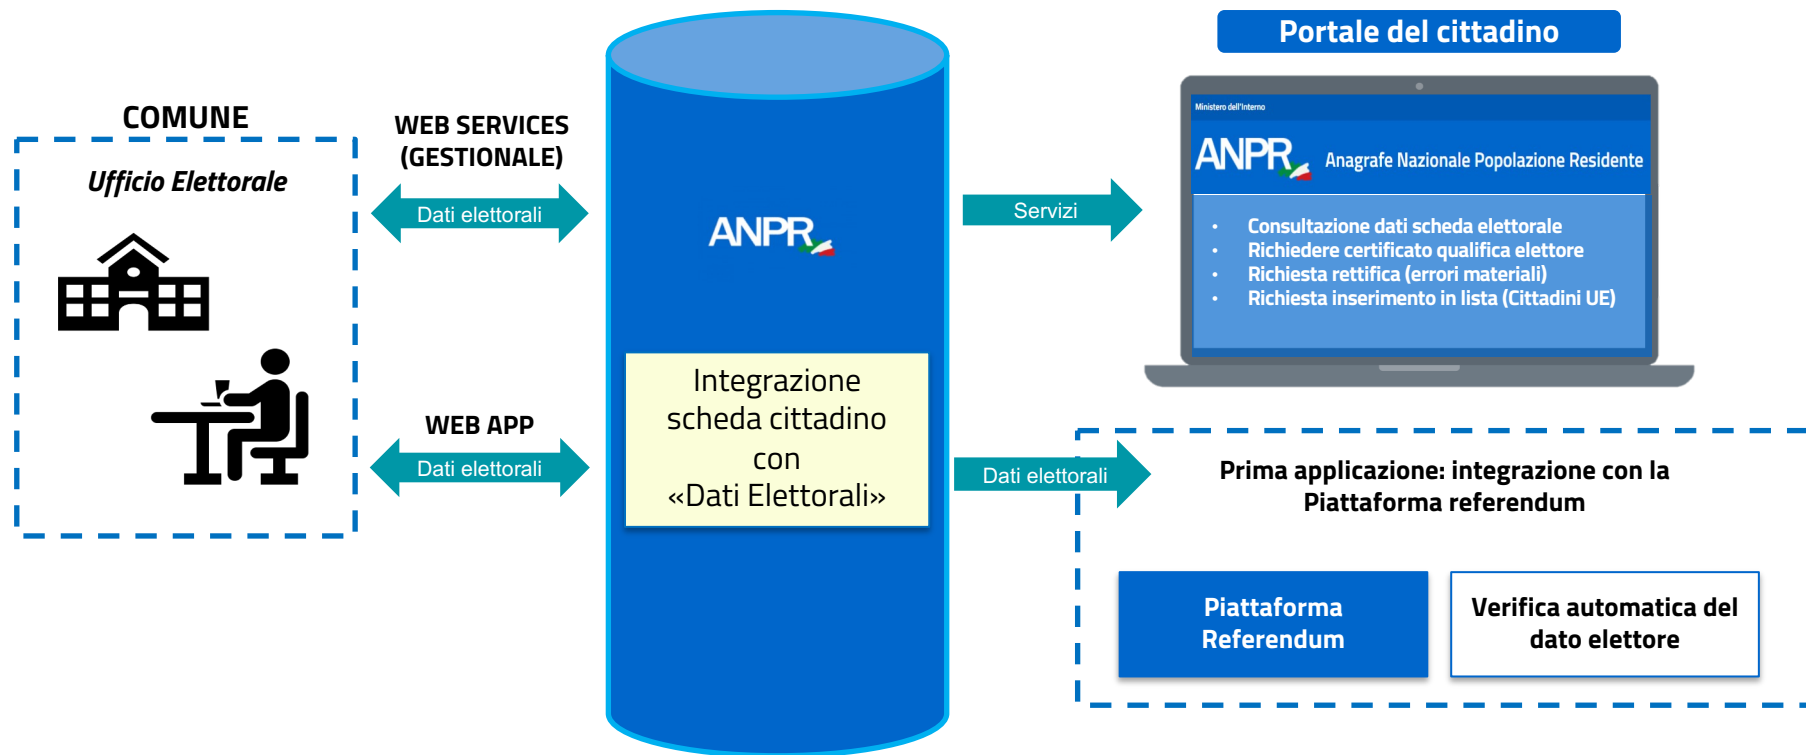 COMUNE
Ufficio Elettorale
WEB SERVICES
(GESTIONALE)
Dati elettorali
WEB APP
Dati elettorali
ANPR
Integrazione
scheda cittadino
con
«Dati Elettorali»
Servizi
Dati elettorali
Portale del cittadino
Ministero dell'Interno
ANPR Anagrafe Nazionale Popolazione Residente
• Consultazione dati scheda elettorale
• Richiedere certificato qualifica elettore
• Richiesta rettifica (errori materiali)
• Richiesta inserimento in lista (Cittadini UE)
Prima applicazione: integrazione con la
Piattaforma referendum
Piattaforma
Referendum
Verifica automatica del
dato elettore